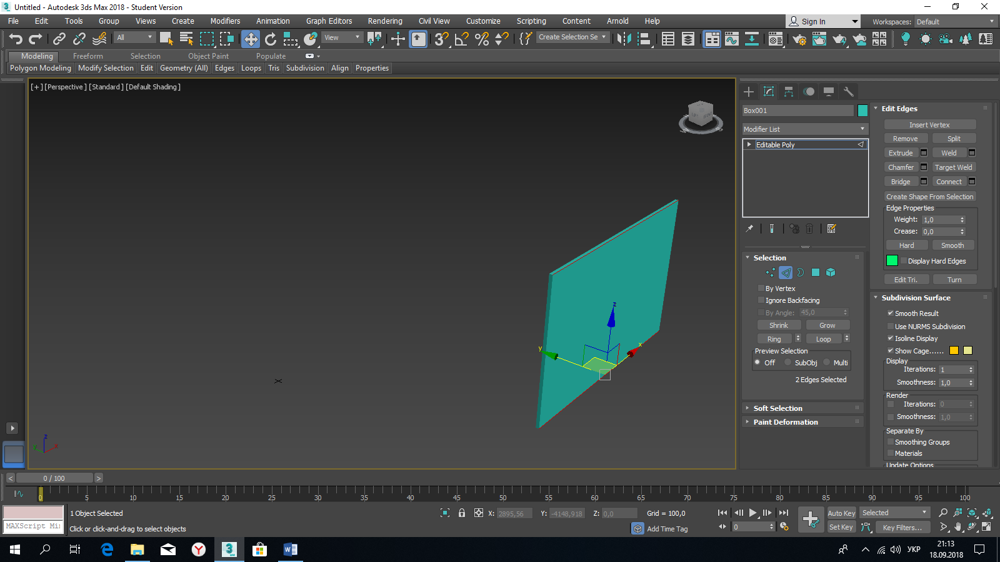 Untitled - Autodesk 3ds Max 2018 - Student Version
File Edit Tools Group Views Create Modifiers Animation Graph Editors Rendering Civil View Customize Scripting Content Arnold Help
Sign In Workspaces: Default
All View Create Selection Se
Modeling Freeform Selection Object Paint Populate
Polygon Modeling Modify Selection Edit Geometry (All) Edges Loops Tris Subdivision Align Properties
[+] [Perspective] [Standard] [Default Shading]
Box001
Modifier List
Editable Poly
Selection
By Vertex
Ignore Backfacing
By Angle: 45,0
Shrink Grow
Ring Loop
Preview Selection
Off SubObj Multi
2 Edges Selected
Soft Selection
Paint Deformation
Edit Edges
Insert Vertex
Remove Split
Extrude Weld
Chamfer Target Weld
Bridge Connect
Create Shape From Selection
Edge Properties
Weight: 1,0
Crease: 0,0
Hard Smooth
Display Hard Edges
Edit Tri. Turn
Subdivision Surface
Smooth Result
Use NURMS Subdivision
Isoline Display
Show Cage......
Display
Iterations: 1
Smoothness: 1,0
Render
Iterations: 0
Smoothness: 1,0
Separate By
Smoothing Groups
Materials
Update Options
z
y
x
z
y x
< 0 / 100 >
0 5 10 15 20 25 30 35 40 45 50 55 60 65 70 75 80 85 90 95 100
1 Object Selected X: 2895,56 Y: -4148,918 Z: 0,0 Grid = 100,0
Auto Key Selected
MAXScript Mi
Click or click-and-drag to select objects Add Time Tag 0 Set Key Key Filters...
3 MAX
УКР 21:13
18.09.2018